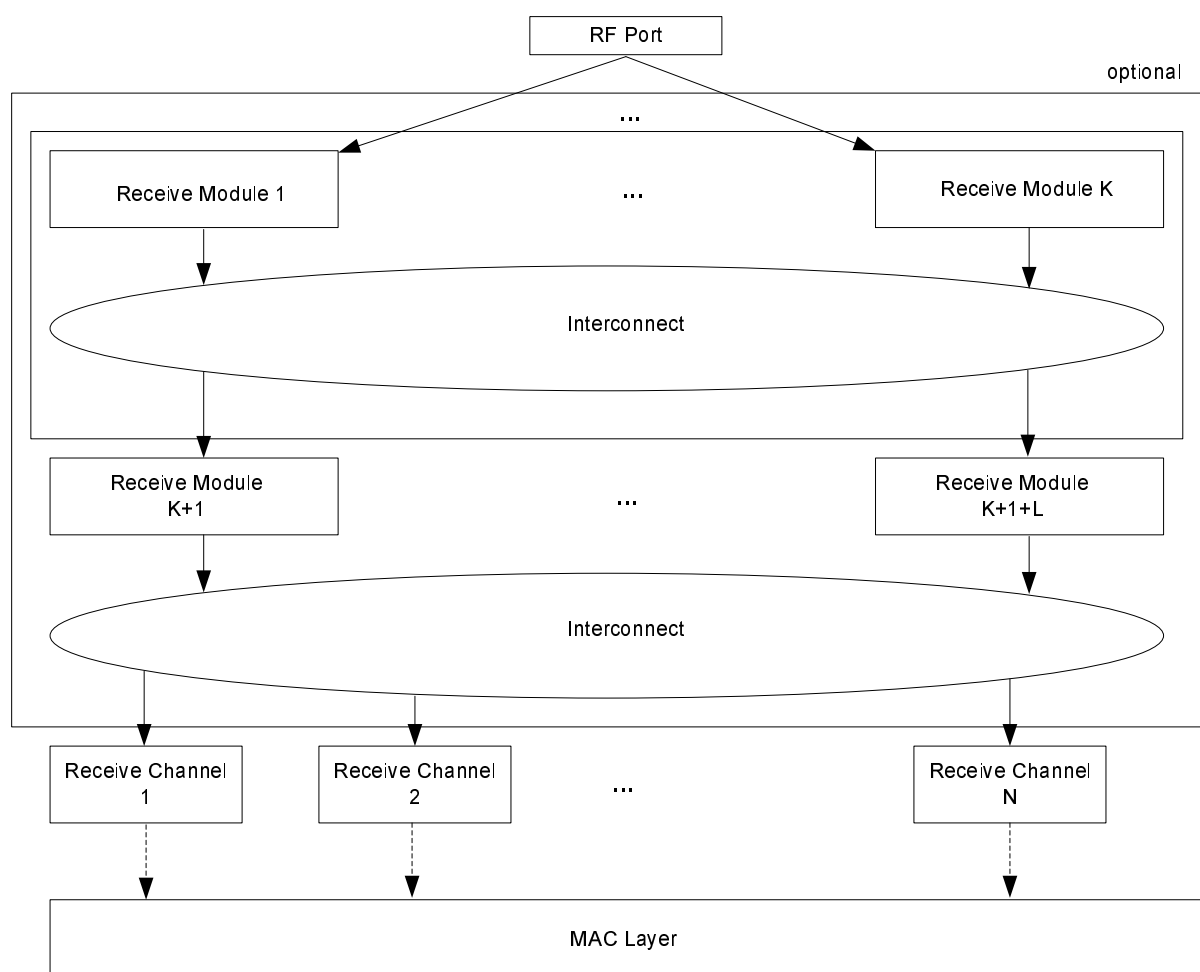 RF Port
optional
...
Receive Module 1
...
Receive Module K
Interconnect
Receive Module
K+1
...
Receive Module
K+1+L
Interconnect
Receive Channel
1
Receive Channel
2
...
Receive Channel
N
MAC Layer